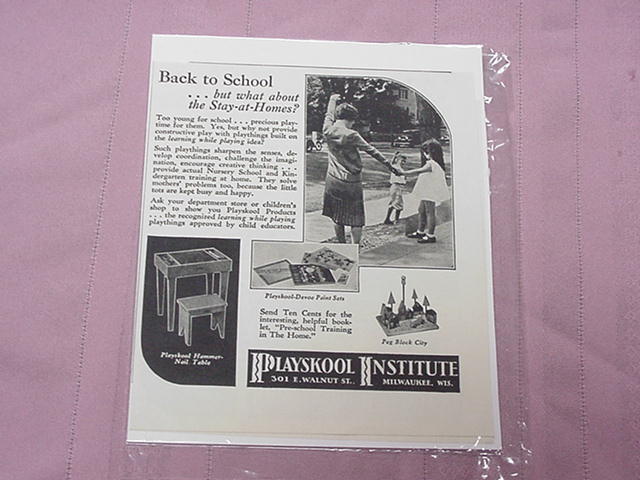 Back to School
. . . but what about
the Stay-at-Homes?
Too young for school . . . precious play-
time for them. Yes, but why not provide
constructive play with playthings built on
the learning while playing idea?
Such playthings sharpen the senses, de-
velop coordination, challenge the imagi-
nation, encourage creative thinking . . . .
provide actual Nursery School and Kin-
dergarten training at home. They solve
mothers' problems too, because the little
tots are kept busy and happy.
Ask your department store or children's
shop to show you Playskool Products
. . . the recognized learning while playing
playthings approved by child educators.
Playskool Hammer-
Nail Table
Playskool-Devoe Paint Sets
Send Ten Cents for the
interesting, helpful book-
let, "Pre-school Training
in The Home."
Peg Block City
PLAYSKOOL INSTITUTE
301 E. WALNUT ST., MILWAUKEE, WIS.